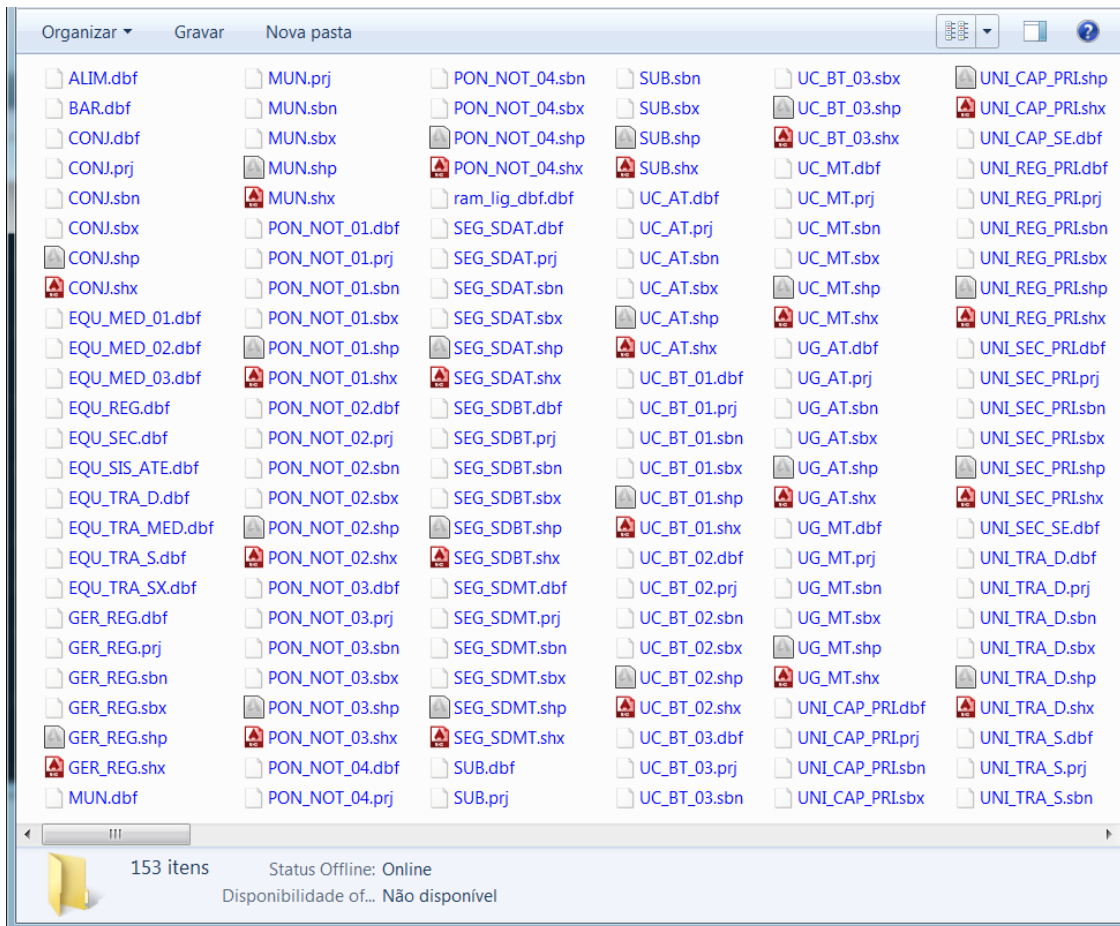 Organizar Gravar Nova pasta
ALIM.dbf MUN.prj PON_NOT_04.sbn SUB.sbn UC_BT_03.sbx UNI_CAP_PRI.shp
BAR.dbf MUN.sbn PON_NOT_04.sbx SUB.sbx UC_BT_03.shp UNI_CAP_PRI.shx
CONJ.dbf MUN.sbx PON_NOT_04.shp SUB.shp UC_BT_03.shx UNI_CAP_SE.dbf
CONJ.prj MUN.shp PON_NOT_04.shx SUB.shx UC_MT.dbf UNI_REG_PRI.dbf
CONJ.sbn MUN.shx ram_lig_dbf.dbf UC_AT.dbf UC_MT.prj UNI_REG_PRI.prj
CONJ.sbx PON_NOT_01.dbf SEG_SDAT.dbf UC_AT.prj UC_MT.sbn UNI_REG_PRI.sbn
CONJ.shp PON_NOT_01.prj SEG_SDAT.prj UC_AT.sbn UC_MT.sbx UNI_REG_PRI.sbx
CONJ.shx PON_NOT_01.sbn SEG_SDAT.sbn UC_AT.sbx UC_MT.shp UNI_REG_PRI.shp
EQU_MED_01.dbf PON_NOT_01.sbx SEG_SDAT.sbx UC_AT.shp UC_MT.shx UNI_REG_PRI.shx
EQU_MED_02.dbf PON_NOT_01.shp SEG_SDAT.shp UC_AT.shx UG_AT.dbf UNI_SEC_PRI.dbf
EQU_MED_03.dbf PON_NOT_01.shx SEG_SDAT.shx UC_BT_01.dbf UG_AT.prj UNI_SEC_PRI.prj
EQU_REG.dbf PON_NOT_02.dbf SEG_SDBT.dbf UC_BT_01.prj UG_AT.sbn UNI_SEC_PRI.sbn
EQU_SEC.dbf PON_NOT_02.prj SEG_SDBT.prj UC_BT_01.sbn UG_AT.sbx UNI_SEC_PRI.sbx
EQU_SIS_ATE.dbf PON_NOT_02.sbn SEG_SDBT.sbn UC_BT_01.sbx UG_AT.shp UNI_SEC_PRI.shp
EQU_TRA_D.dbf PON_NOT_02.sbx SEG_SDBT.sbx UC_BT_01.shp UG_AT.shx UNI_SEC_PRI.shx
EQU_TRA_MED.dbf PON_NOT_02.shp SEG_SDBT.shp UC_BT_01.shx UG_MT.dbf UNI_SEC_SE.dbf
EQU_TRA_S.dbf PON_NOT_02.shx SEG_SDBT.shx UC_BT_02.dbf UG_MT.prj UNI_TRA_D.dbf
EQU_TRA_SX.dbf PON_NOT_03.dbf SEG_SDMT.dbf UC_BT_02.prj UG_MT.sbn UNI_TRA_D.prj
GER_REG.dbf PON_NOT_03.prj SEG_SDMT.prj UC_BT_02.sbn UG_MT.sbx UNI_TRA_D.sbn
GER_REG.prj PON_NOT_03.sbn SEG_SDMT.sbn UC_BT_02.sbx UG_MT.shp UNI_TRA_D.sbx
GER_REG.sbn PON_NOT_03.sbx SEG_SDMT.sbx UC_BT_02.shp UG_MT.shx UNI_TRA_D.shp
GER_REG.sbx PON_NOT_03.shp SEG_SDMT.shp UC_BT_02.shx UNI_CAP_PRI.dbf UNI_TRA_D.shx
GER_REG.shp PON_NOT_03.shx SEG_SDMT.shx UC_BT_03.dbf UNI_CAP_PRI.prj UNI_TRA_S.dbf
GER_REG.shx PON_NOT_04.dbf SUB.dbf UC_BT_03.prj UNI_CAP_PRI.sbn UNI_TRA_S.prj
MUN.dbf PON_NOT_04.prj SUB.prj UC_BT_03.sbn UNI_CAP_PRI.sbx UNI_TRA_S.sbn
153 itens Status Offline: Online
Disponibilidade of... Não disponível